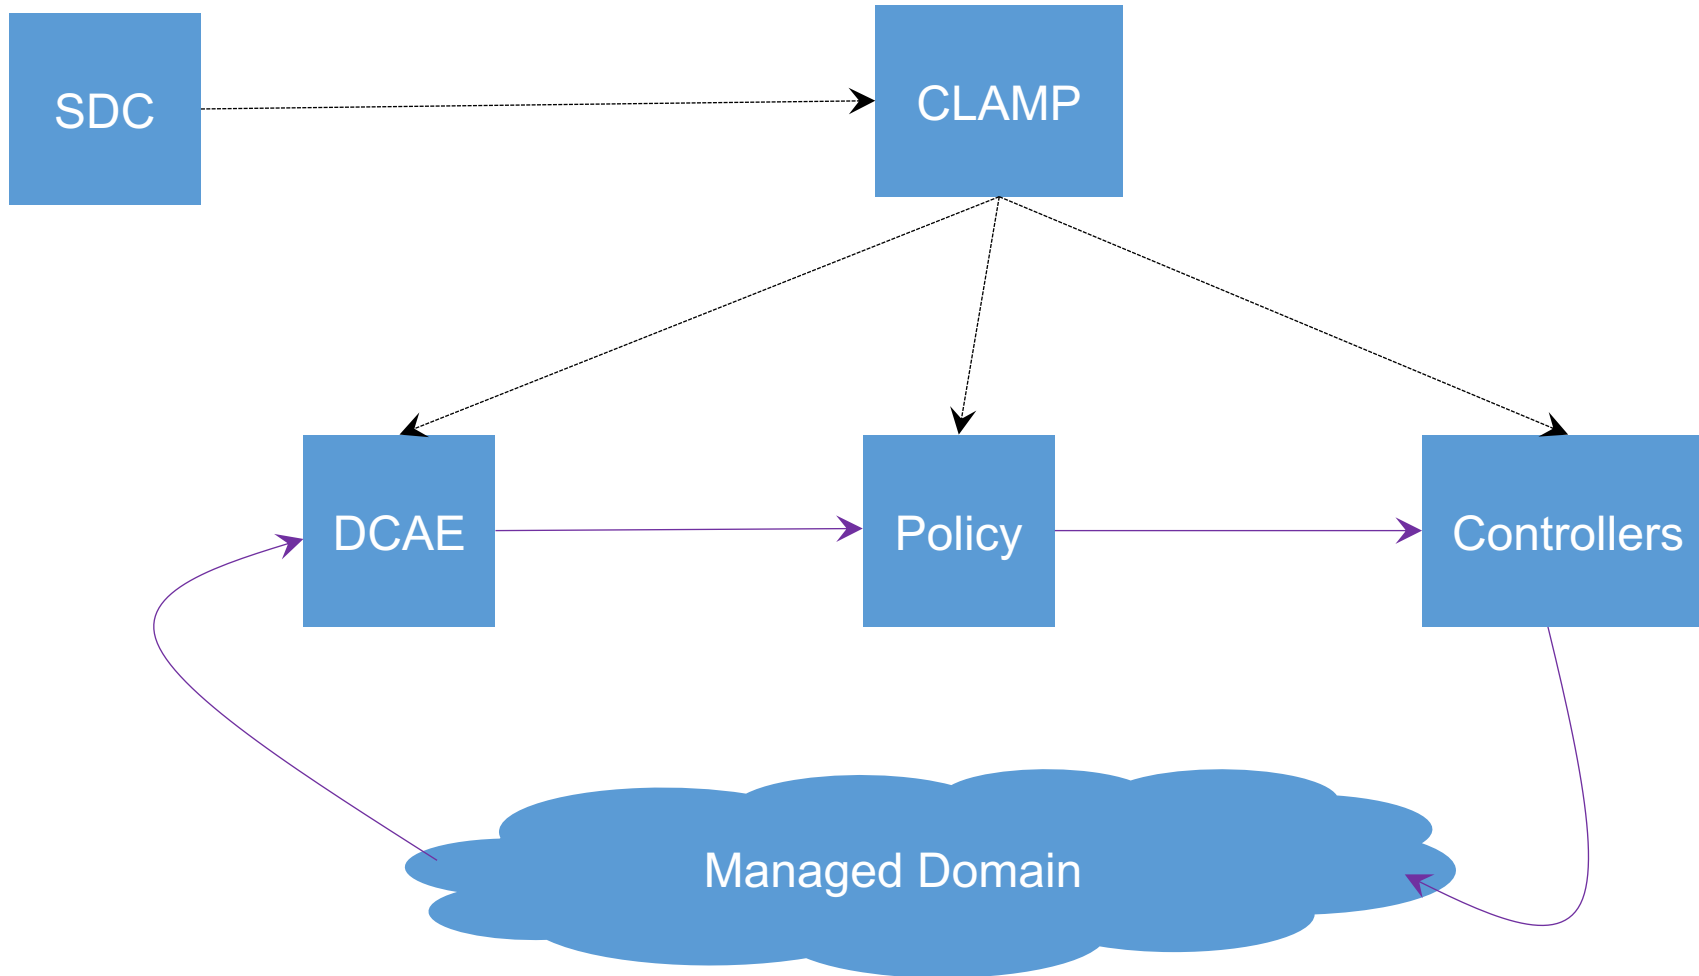 SDC
CLAMP
DCAE
Policy
Controllers
Managed Domain